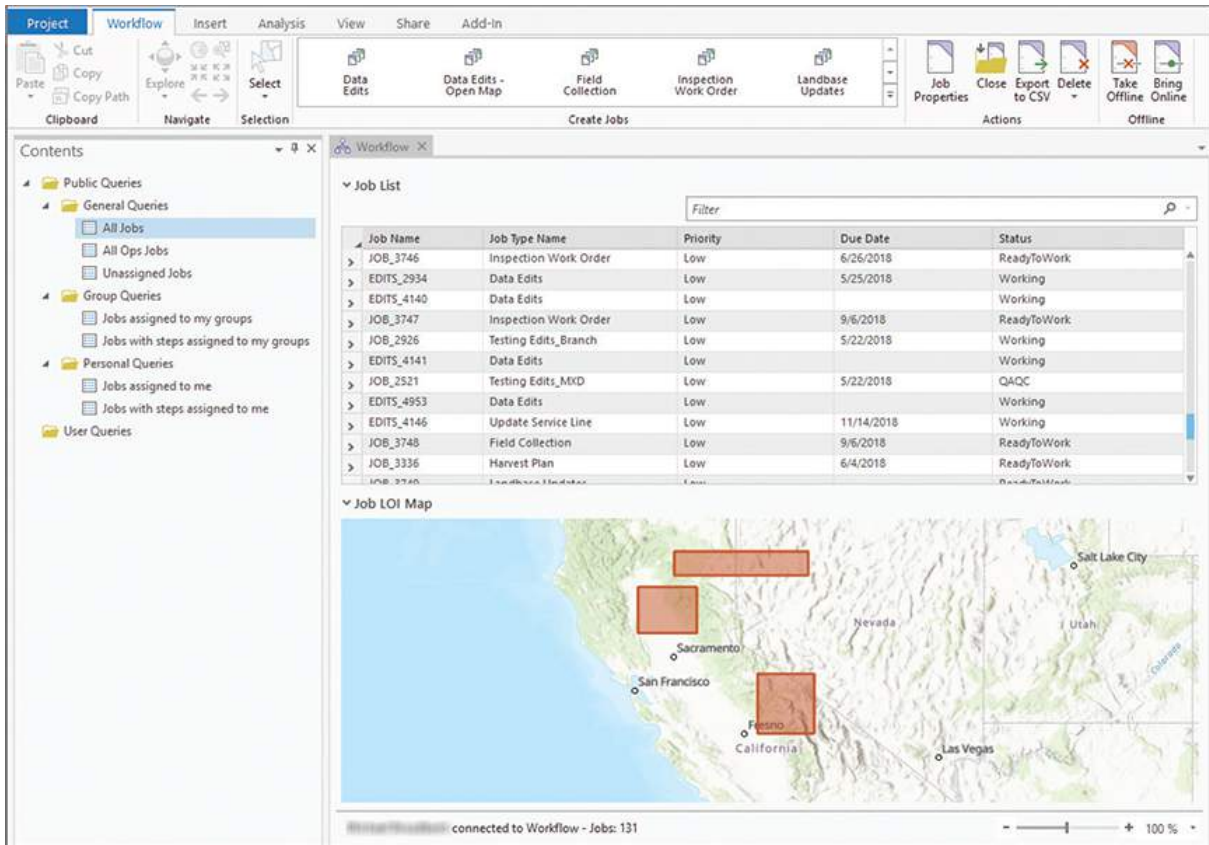 Project Workflow Insert Analysis View Share Add-In
Paste
Cut
Copy
Copy Path
Clipboard
Explore
Navigate
Select
Selection
Data Edits
Data Edits - Open Map
Field Collection
Inspection Work Order
Landbase Updates
Create Jobs
Job Properties
Close
Export to CSV
Delete
Actions
Take Offline
Bring Online
Offline
Contents
Public Queries
General Queries
All Jobs
All Ops Jobs
Unassigned Jobs
Group Queries
Jobs assigned to my groups
Jobs with steps assigned to my groups
Personal Queries
Jobs assigned to me
Jobs with steps assigned to me
User Queries
Workflow
Job List
Filter
Job Name Job Type Name Priority Due Date Status
JOB_3746 Inspection Work Order Low 6/26/2018 ReadyToWork
EDITS_2934 Data Edits Low 5/25/2018 Working
EDITS_4140 Data Edits Low Working
JOB_3747 Inspection Work Order Low 9/6/2018 ReadyToWork
JOB_2926 Testing Edits_Branch Low 5/22/2018 Working
EDITS_4141 Data Edits Low Working
JOB_2521 Testing Edits_MXD Low 5/22/2018 QAQC
EDITS_4953 Data Edits Low Working
EDITS_4146 Update Service Line Low 11/14/2018 Working
JOB_3748 Field Collection Low 9/6/2018 ReadyToWork
JOB_3336 Harvest Plan Low 6/4/2018 ReadyToWork
JOB_3749 Landbase Updates Low ReadyToWork
Job LOI Map
Salt Lake City
Nevada
Utah
Colorado
Sacramento
San Francisco
Fresno
California
Las Vegas
connected to Workflow - Jobs: 131
100 %